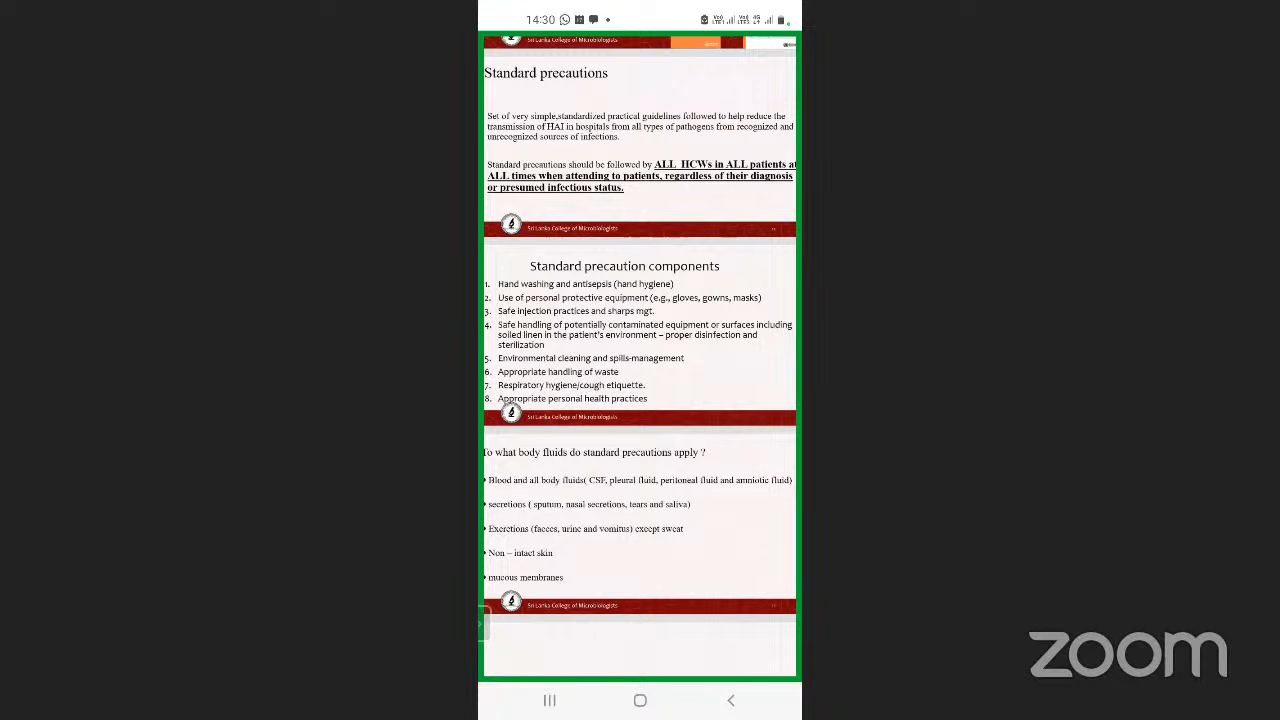 14:30
Sri Lanka College of Microbiologists
Standard precautions
Set of very simple,standardized practical guidelines followed to help reduce the
transmission of HAI in hospitals from all types of pathogens from recognized and
unrecognized sources of infections.
Standard precautions should be followed by ALL HCWs in ALL patients at
ALL times when attending to patients, regardless of their diagnosis
or presumed infectious status.
Sri Lanka College of Microbiologists
Standard precaution components
1. Hand washing and antisepsis (hand hygiene)
2. Use of personal protective equipment (e.g., gloves, gowns, masks)
3. Safe injection practices and sharps mgt.
4. Safe handling of potentially contaminated equipment or surfaces including
soiled linen in the patient's environment – proper disinfection and
sterilization
5. Environmental cleaning and spills-management
6. Appropriate handling of waste
7. Respiratory hygiene/cough etiquette.
8. Appropriate personal health practices
Sri Lanka College of Microbiologists
To what body fluids do standard precautions apply ?
• Blood and all body fluids( CSF, pleural fluid, peritoneal fluid and amniotic fluid)
• secretions ( sputum, nasal secretions, tears and saliva)
• Excretions (faeces, urine and vomitus) except sweat
• Non – intact skin
• mucous membranes
Sri Lanka College of Microbiologists
zoom